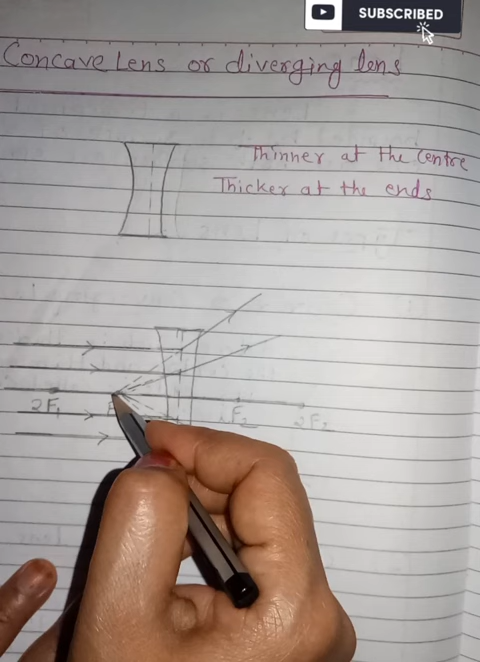 SUBSCRIBED
Concave Lens or diverging lens
Thinner at the Centre
Thicker at the ends
2F₁ F₂ 2F₂